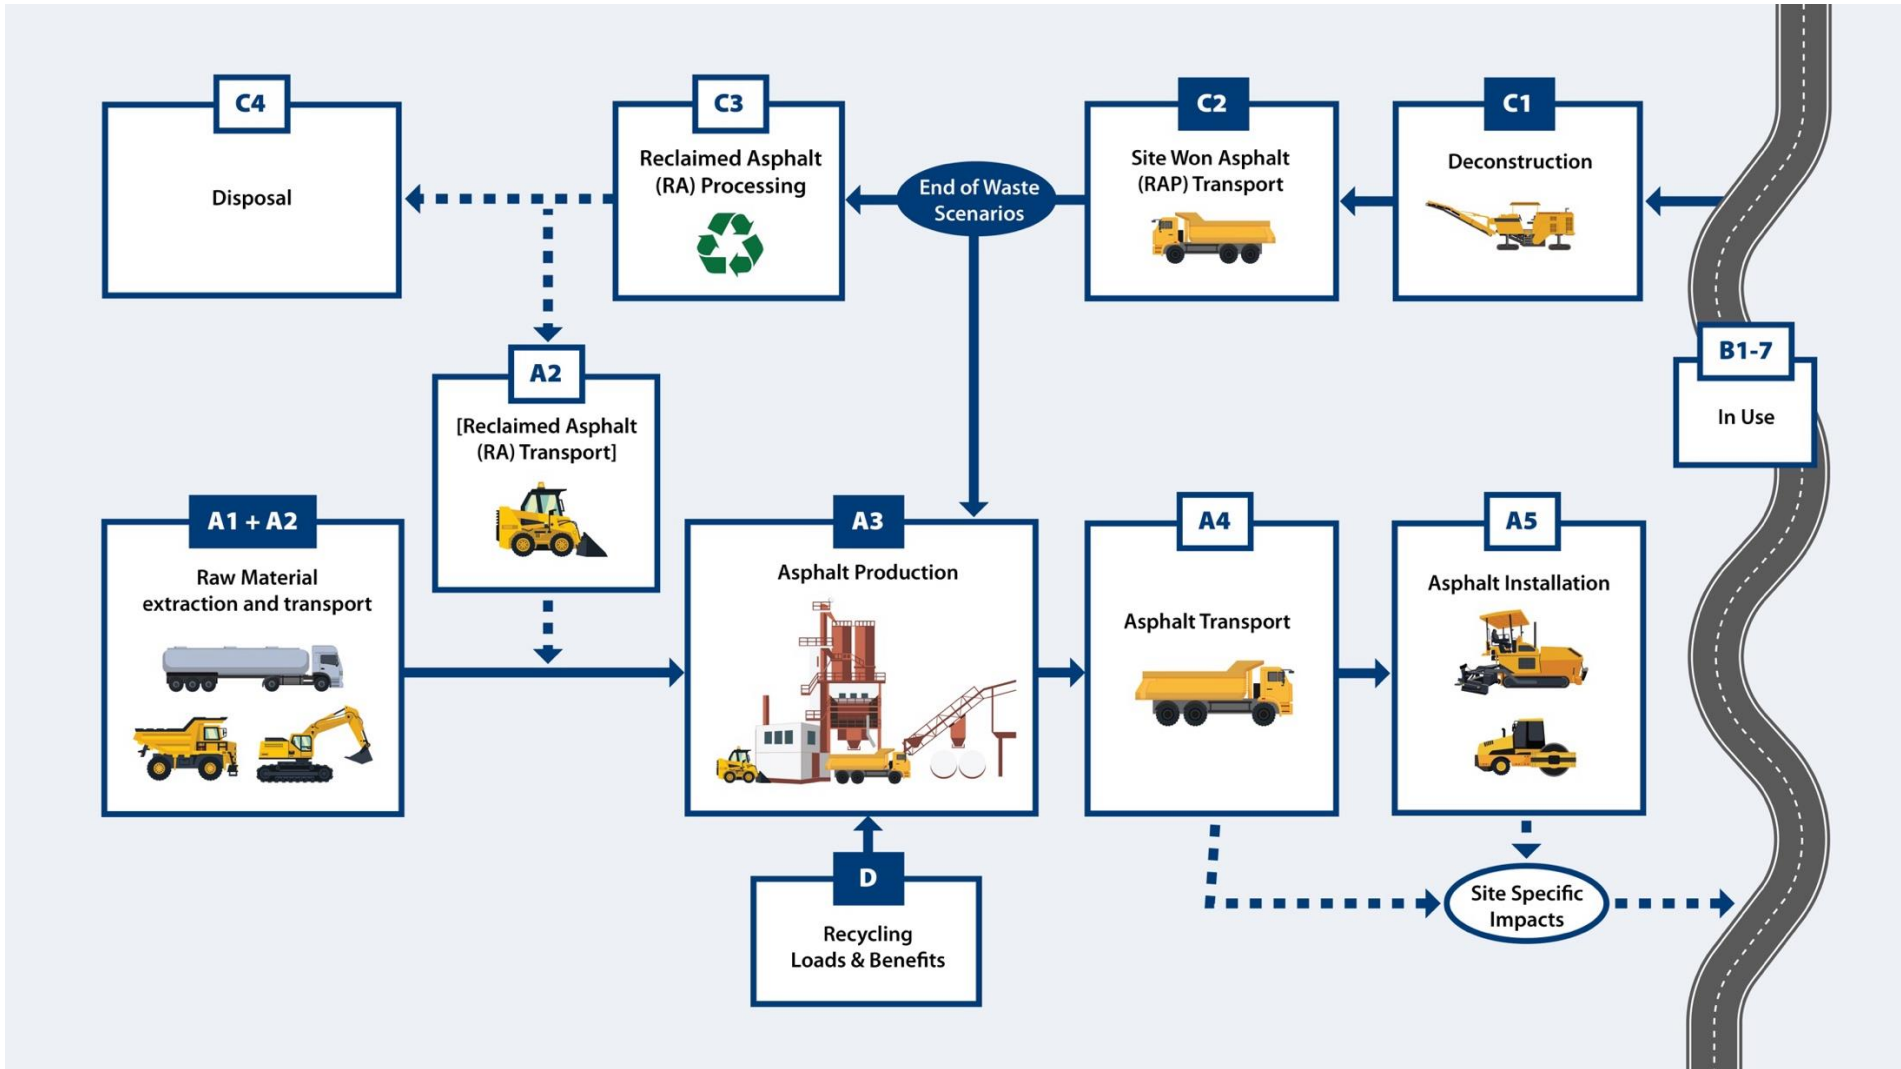 C4
Disposal
C3
Reclaimed Asphalt
(RA) Processing
End of Waste
Scenarios
C2
Site Won Asphalt
(RAP) Transport
C1
Deconstruction
B1-7
In Use
A2
[Reclaimed Asphalt
(RA) Transport]
A1 + A2
Raw Material
extraction and transport
A3
Asphalt Production
A4
Asphalt Transport
A5
Asphalt Installation
D
Recycling
Loads & Benefits
Site Specific
Impacts